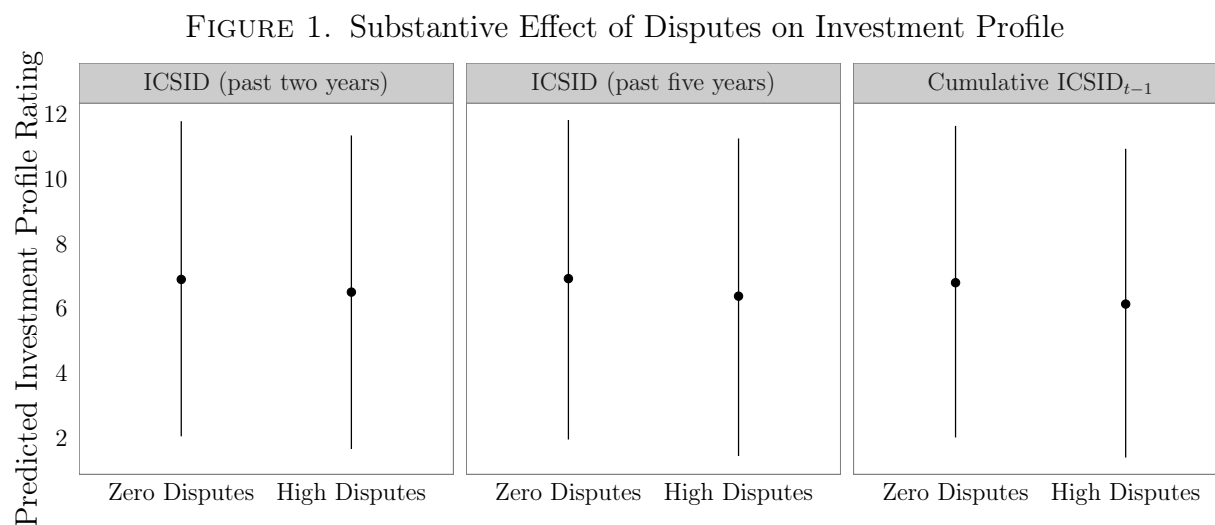 FIGURE 1. Substantive Effect of Disputes on Investment Profile
ICSID (past two years)
ICSID (past five years)
Cumulative ICSIDₜ₋₁
Predicted Investment Profile Rating
12
10
8
6
4
2
Zero Disputes
High Disputes
Zero Disputes
High Disputes
Zero Disputes
High Disputes